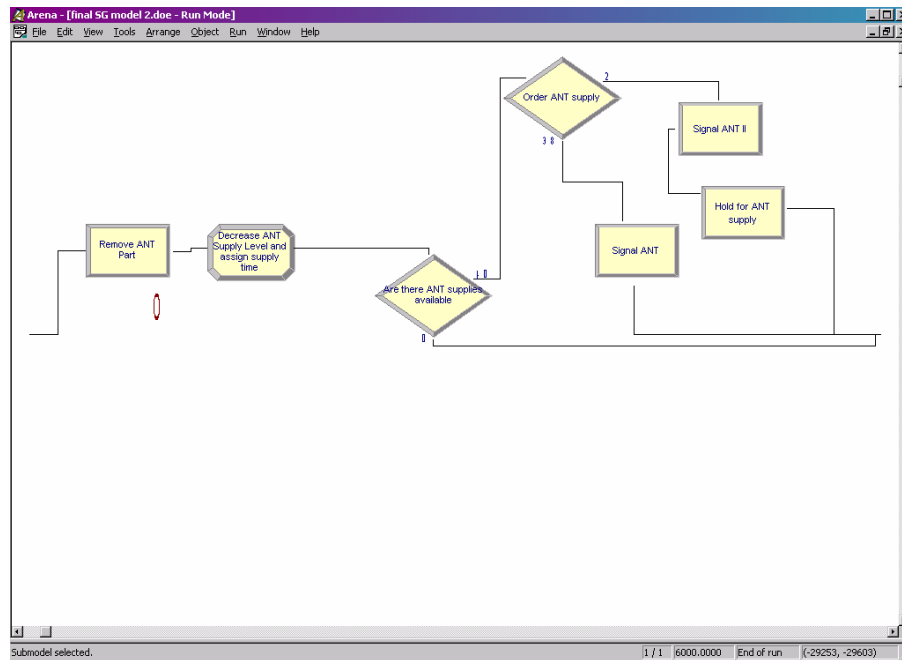 Arena - [final SG model 2.doe - Run Mode]
File Edit View Tools Arrange Object Run Window Help
Order ANT supply
2
3 8
Signal ANT II
Hold for ANT
supply
Signal ANT
Remove ANT
Part
Decrease ANT
Supply Level and
assign supply
time
Are there ANT supplies
available
0
0
Submodel selected.
1 / 1
6000.0000
End of run
(-29253, -29603)